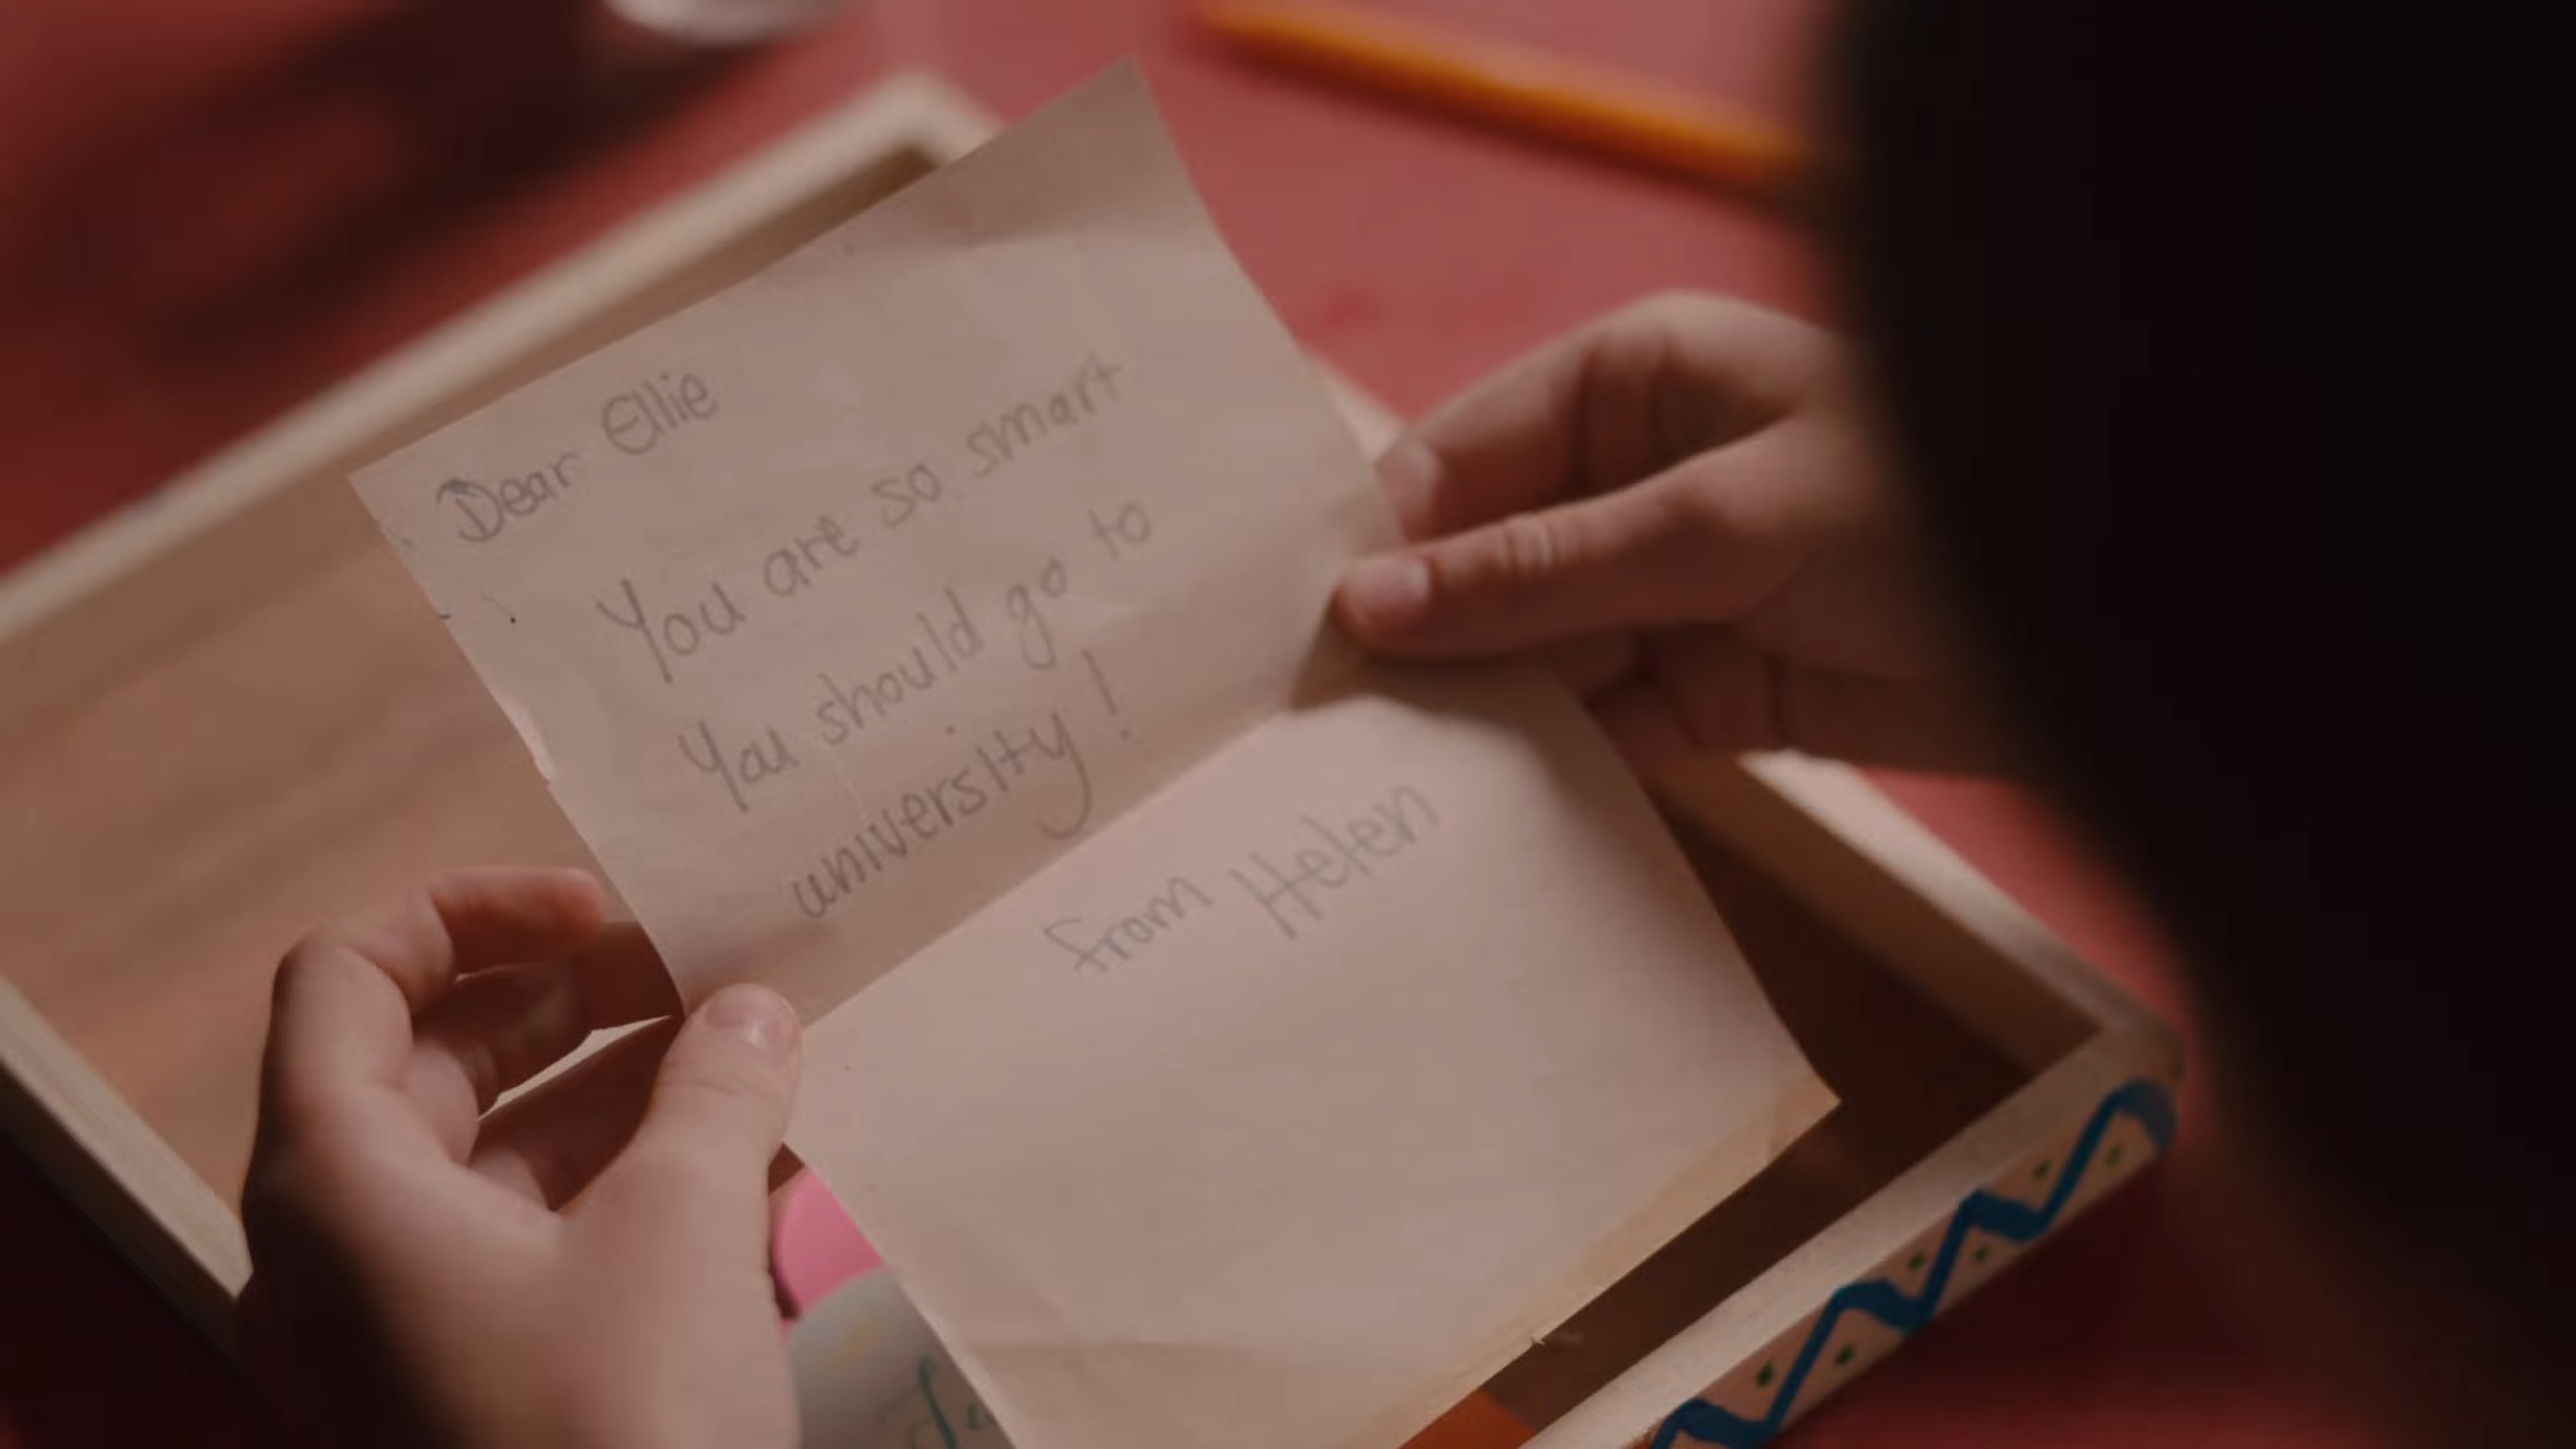 Dear Ellie
You are so smart
You should go to
university!
from Helen